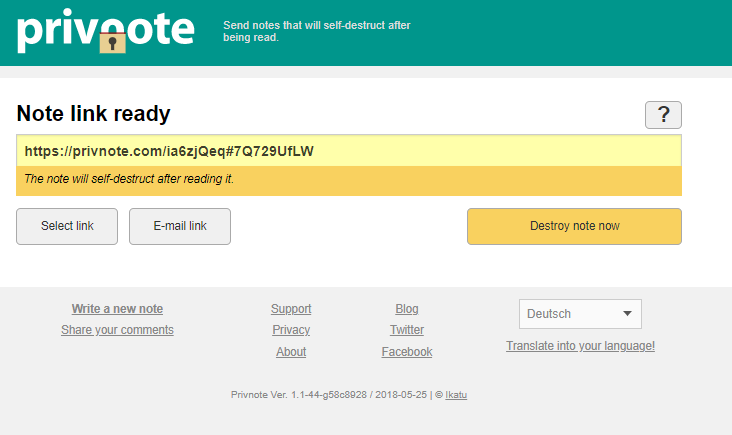 privnote
Send notes that will self-destruct after
being read.
Note link ready
?
https://privnote.com/ia6zjQeq#7Q729UfLW
The note will self-destruct after reading it.
Select link
E-mail link
Destroy note now
Write a new note
Share your comments
Support
Privacy
About
Blog
Twitter
Facebook
Deutsch
Translate into your language!
Privnote Ver. 1.1-44-g58c8928 / 2018-05-25 | © Ikatu